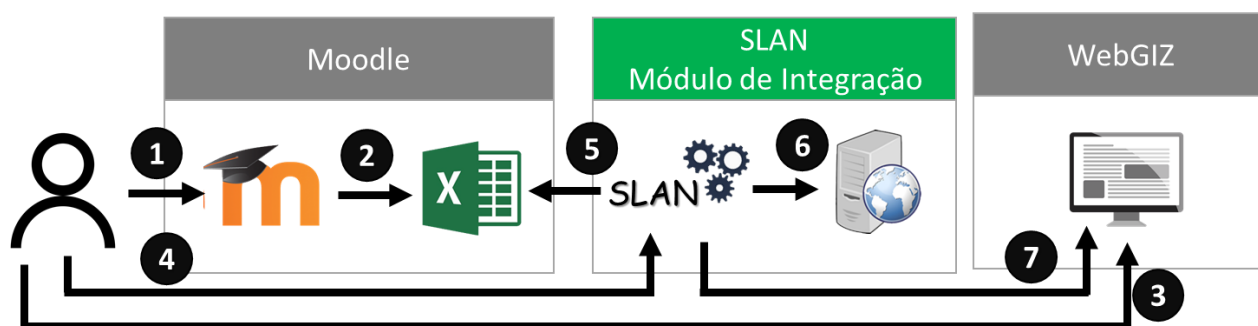 Moodle
SLAN
Módulo de Integração
WebGIZ
1
2
5
6
m
X
SLAN
4
7
3